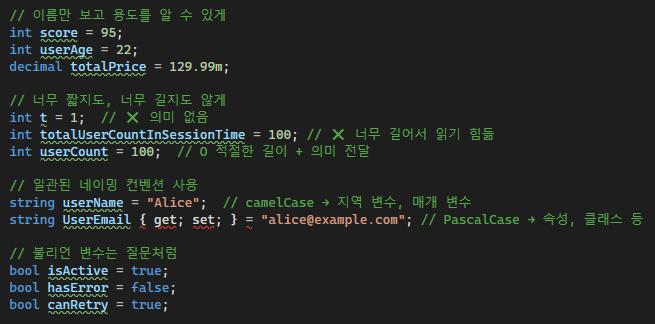 // 이름만 보고 용도를 알 수 있게
int score = 95;
int userAge = 22;
decimal totalPrice = 129.99m;
// 너무 짧지도, 너무 길지도 않게
int t = 1;  // ❌ 의미 없음
int totalUserCountInSessionTime = 100; // ❌ 너무 길어서 읽기 힘듦
int userCount = 100;  // O 적절한 길이 + 의미 전달
// 일관된 네이밍 컨벤션 사용
string userName = "Alice";  // camelCase → 지역 변수, 매개 변수
string UserEmail { get; set; } = "alice@example.com"; // PascalCase → 속성, 클래스 등
// 불리언 변수는 질문처럼
bool isActive = true;
bool hasError = false;
bool canRetry = true;